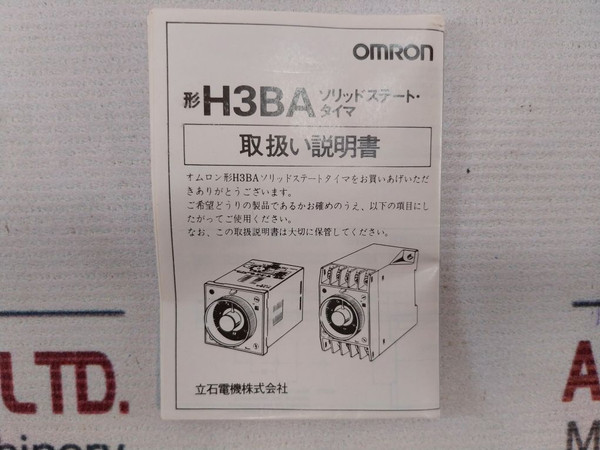 OMRON
形H3BA ソリッドステート・
タイマ
取扱い説明書
オムロン形H3BAソリッドステートタイマをお買いあげいただ
きありがとうございます。
ご希望どうりの製品であるかお確めのうえ、以下の項目にし
たがってご使用ください。
なお、この取扱説明書は大切に保管してください。
立石電機株式会社
LTD.
hinery
A
M